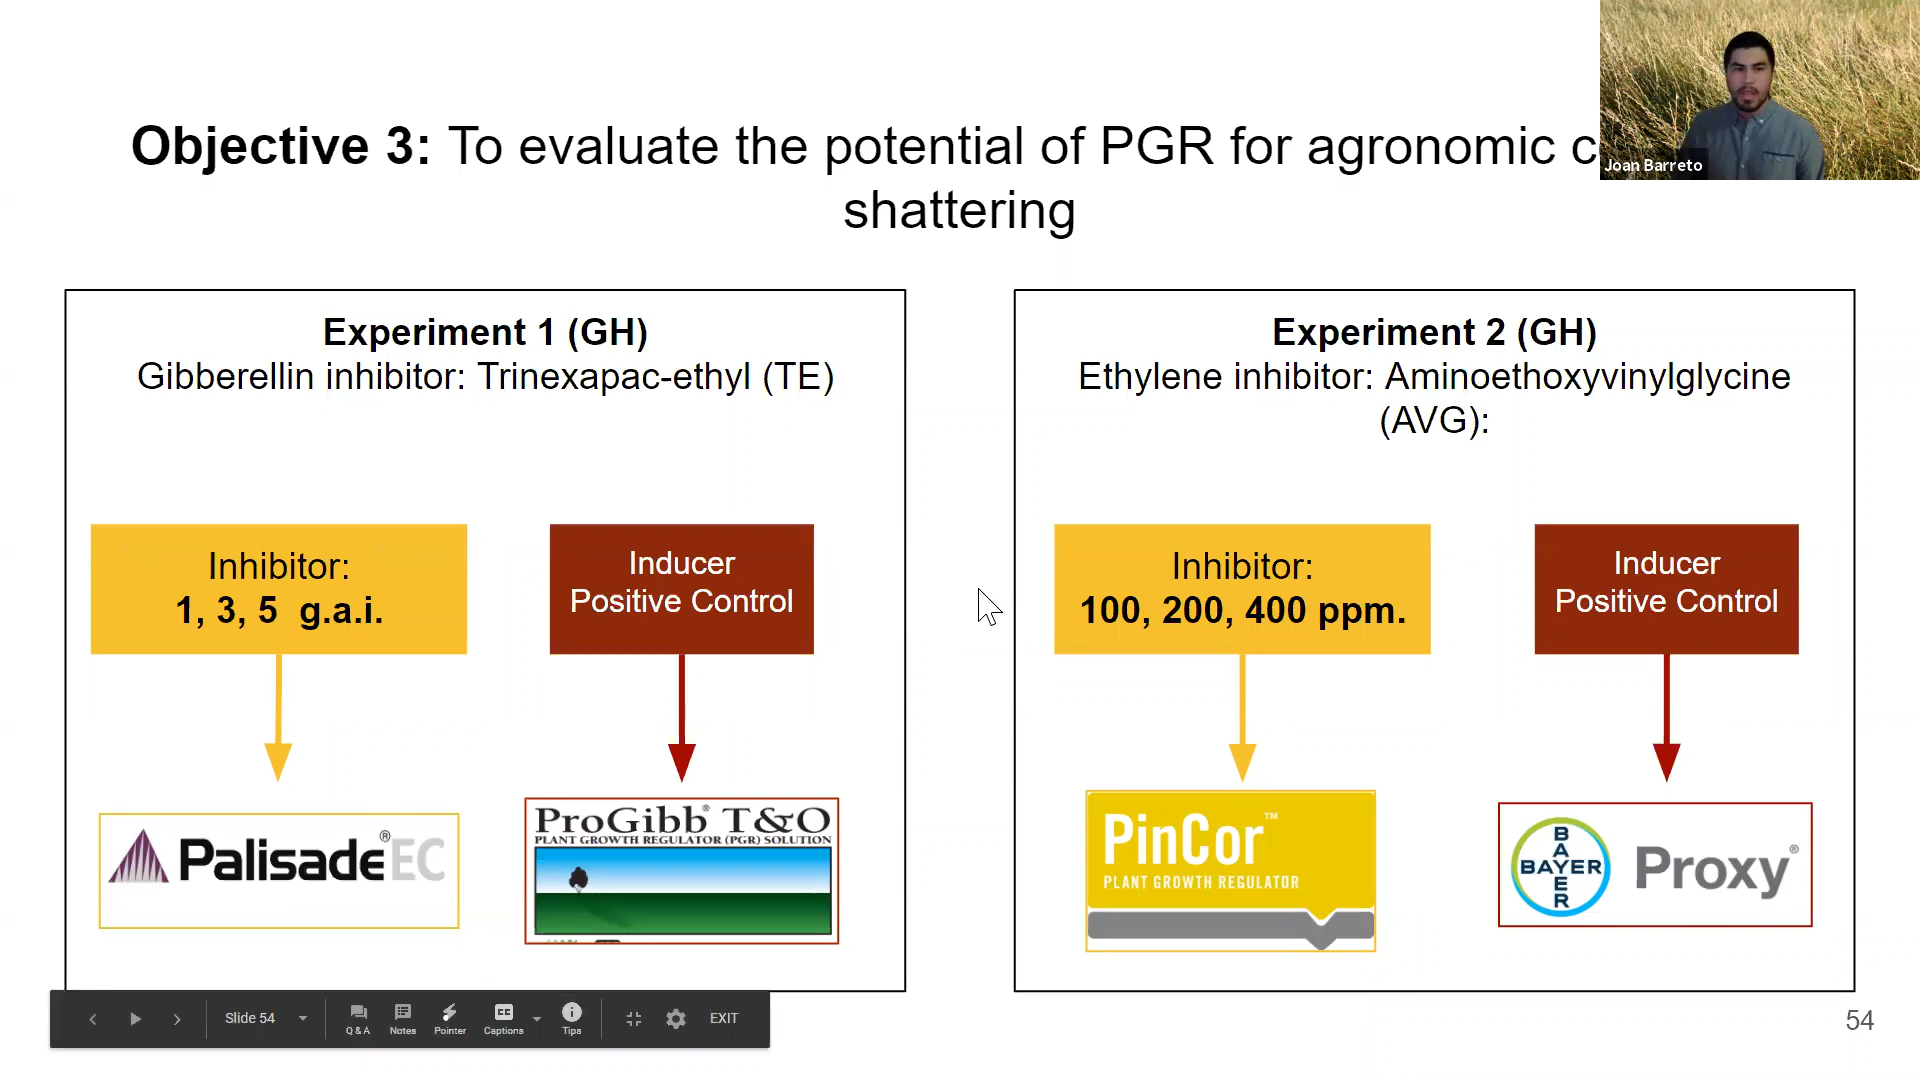 Objective 3: To evaluate the potential of PGR for agronomic c
shattering
Joan Barreto
Experiment 1 (GH)
Gibberellin inhibitor: Trinexapac-ethyl (TE)
Inhibitor:
1, 3, 5 g.a.i.
Inducer
Positive Control
Palisade® EC
ProGibb® T&O
PLANT GROWTH REGULATOR (PGR) SOLUTION
Experiment 2 (GH)
Ethylene inhibitor: Aminoethoxyvinylglycine
(AVG):
Inhibitor:
100, 200, 400 ppm.
Inducer
Positive Control
PinCor™
PLANT GROWTH REGULATOR
BAYER
BAYER
Proxy®
Slide 54
Q & A
Notes
Pointer
CC
Captions
Tips
EXIT
54